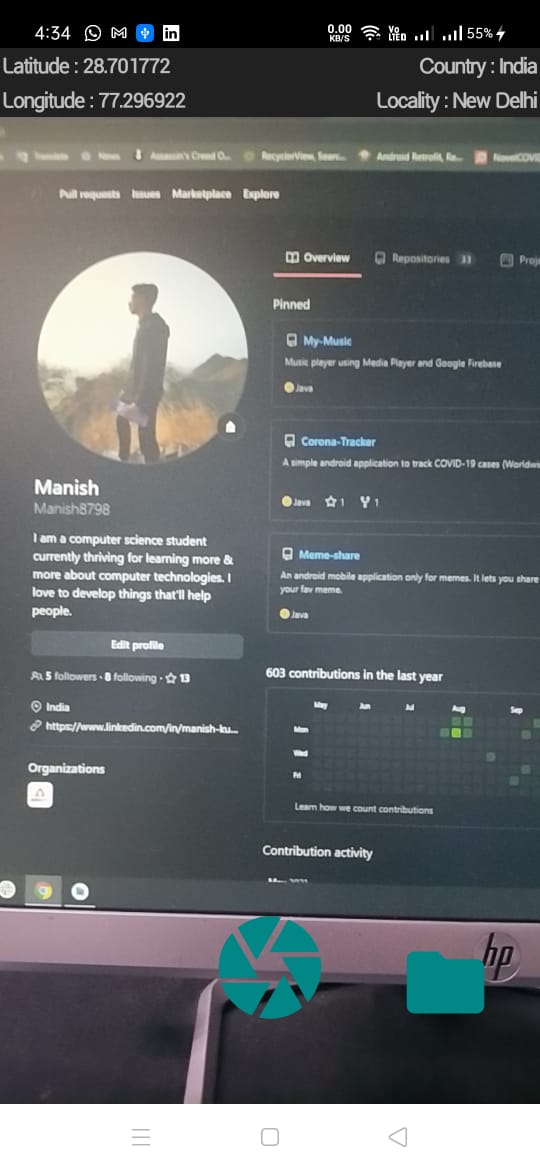 4:34
0.00 KB/S
Vo LTED
55%
Latitude : 28.701772
Country : India
Longitude : 77.296922
Locality : New Delhi
Translate
News
Assassin's Creed O...
RecyclerView, Searc...
Android Retrofit, Re...
NovelCOVID
Pull requests Issues Marketplace Explore
Overview
Repositories 33
Proj
Pinned
My-Music
Music player using Media Player and Google Firebase
Java
Corona-Tracker
A simple android application to track COVID-19 cases (Worldwi
Java 1 1
Meme-share
An android mobile application only for memes. It lets you share
your fav meme.
Java
Manish
Manish8798
I am a computer science student
currently thriving for learning more &
more about computer technologies. I
love to develop things that'll help
people.
Edit profile
5 followers · 8 following · 13
India
https://www.linkedin.com/in/manish-ku...
Organizations
603 contributions in the last year
May Jun Jul Aug Sep
Mon
Wed
Fri
Learn how we count contributions
Contribution activity
hp